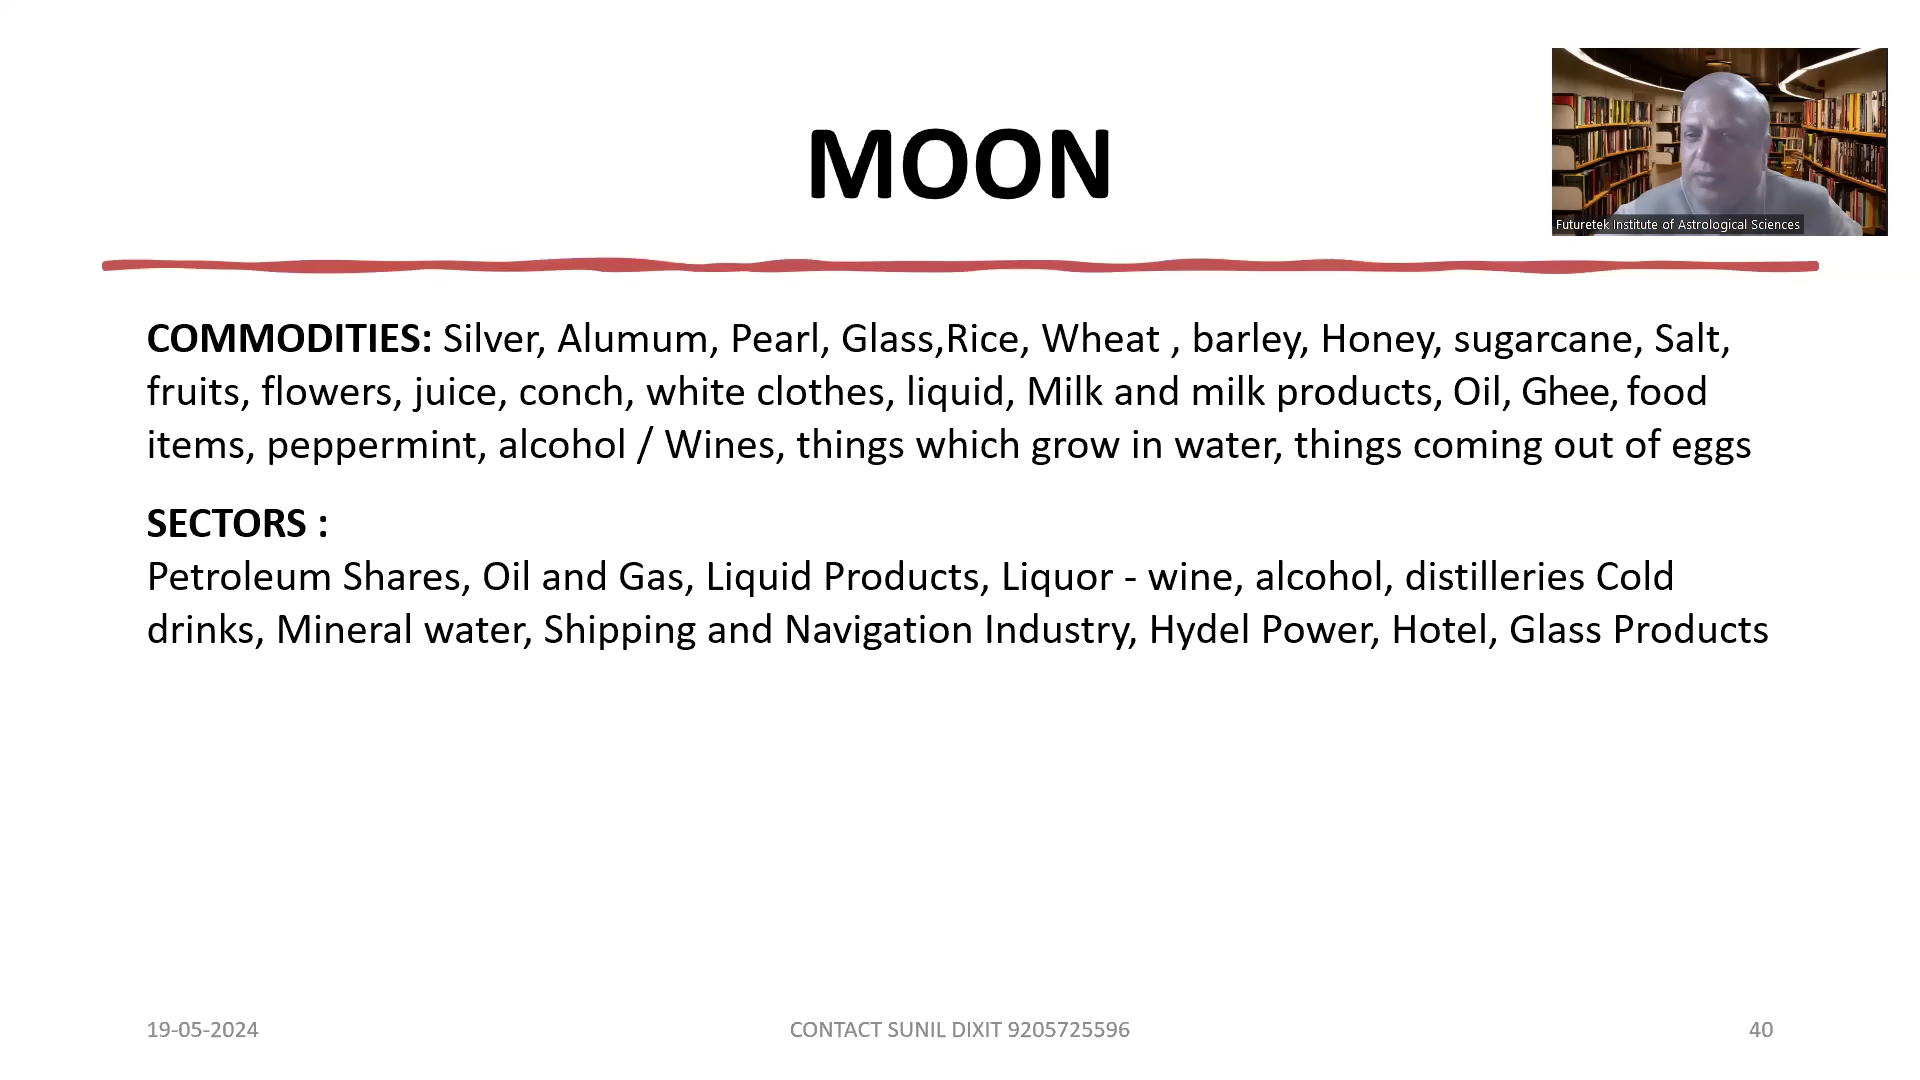 MOON
Futuretek Institute of Astrological Sciences
COMMODITIES: Silver, Alumum, Pearl, Glass,Rice, Wheat , barley, Honey, sugarcane, Salt,
fruits, flowers, juice, conch, white clothes, liquid, Milk and milk products, Oil, Ghee, food
items, peppermint, alcohol / Wines, things which grow in water, things coming out of eggs
SECTORS :
Petroleum Shares, Oil and Gas, Liquid Products, Liquor - wine, alcohol, distilleries Cold
drinks, Mineral water, Shipping and Navigation Industry, Hydel Power, Hotel, Glass Products
19-05-2024
CONTACT SUNIL DIXIT 9205725596
40